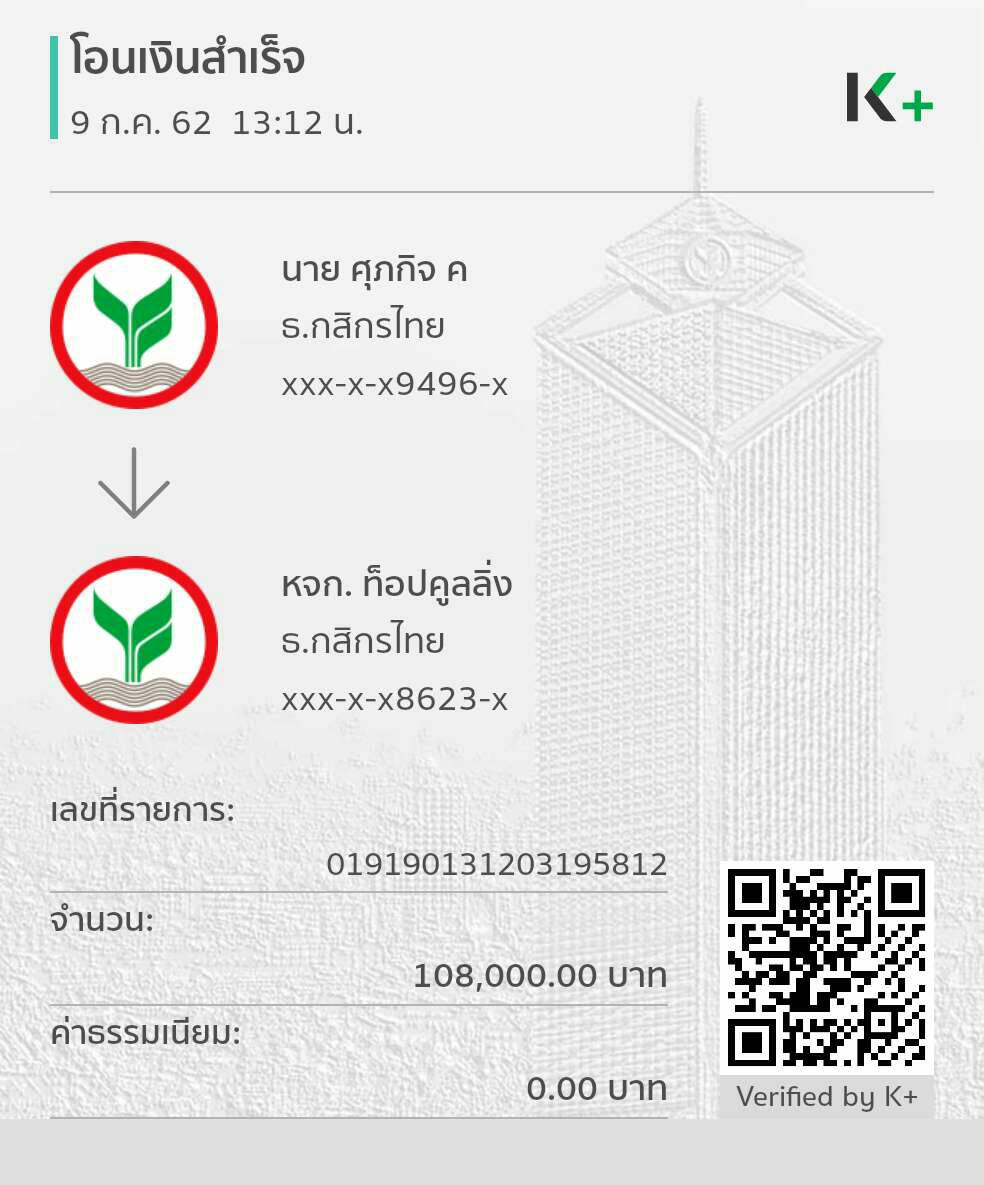 โอนเงินสำเร็จ
9 ก.ค. 62 13:12 น.
K+
นาย ศุภกิจ ค
ธ.กสิกรไทย
xxx-x-x9496-x
หจก. ท็อปคูลลิ่ง
ธ.กสิกรไทย
xxx-x-x8623-x
เลขที่รายการ:
019190131203195812
จำนวน:
108,000.00 บาท
ค่าธรรมเนียม:
0.00 บาท
Verified by K+